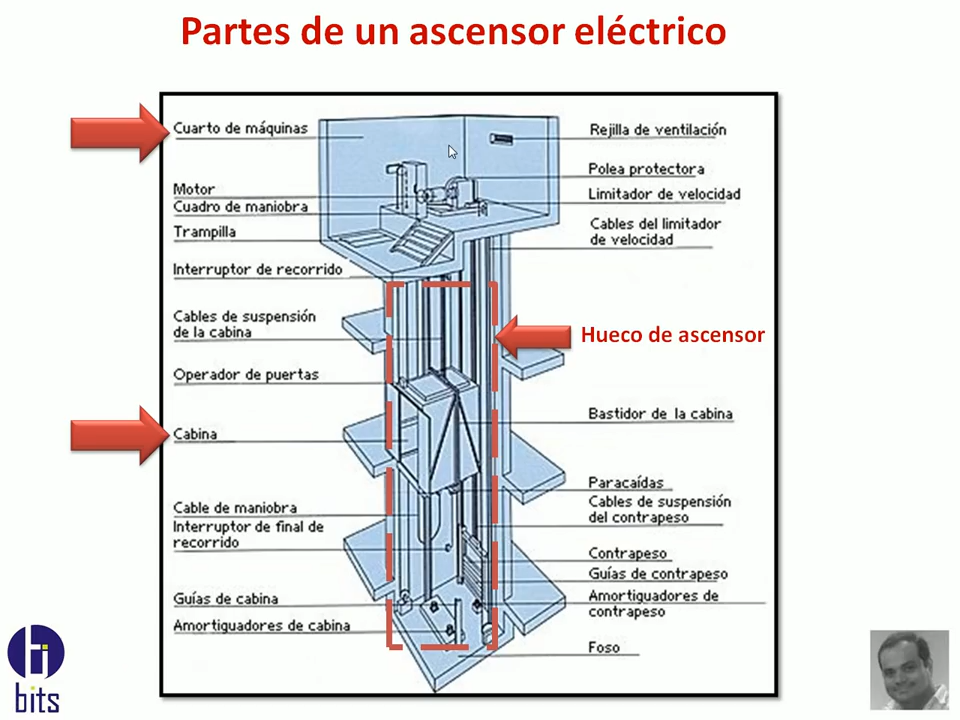 Partes de un ascensor eléctrico
Cuarto de máquinas
Motor
Cuadro de maniobra
Trampilla
Interruptor de recorrido
Cables de suspensión
de la cabina
Operador de puertas
Cabina
Cable de maniobra
Interruptor de final de
recorrido
Guías de cabina
Amortiguadores de cabina
Rejilla de ventilación
Polea protectora
Limitador de velocidad
Cables del limitador
de velocidad
Hueco de ascensor
Bastidor de la cabina
Paracaídas
Cables de suspensión
del contrapeso
Contrapeso
Guías de contrapeso
Amortiguadores de
contrapeso
Foso
bits